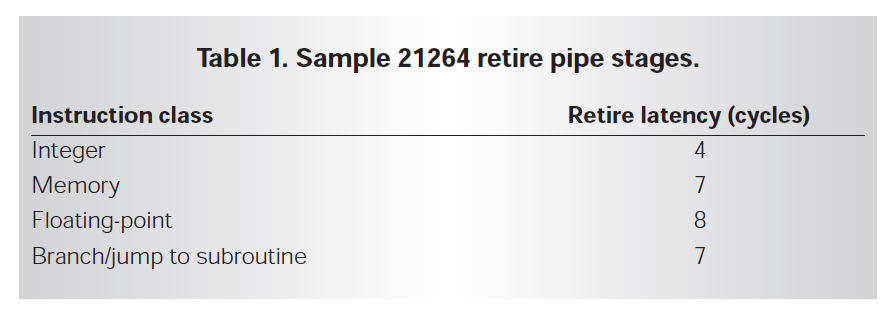 Table 1. Sample 21264 retire pipe stages.
Instruction class Retire latency (cycles)
Integer 4
Memory 7
Floating-point 8
Branch/jump to subroutine 7